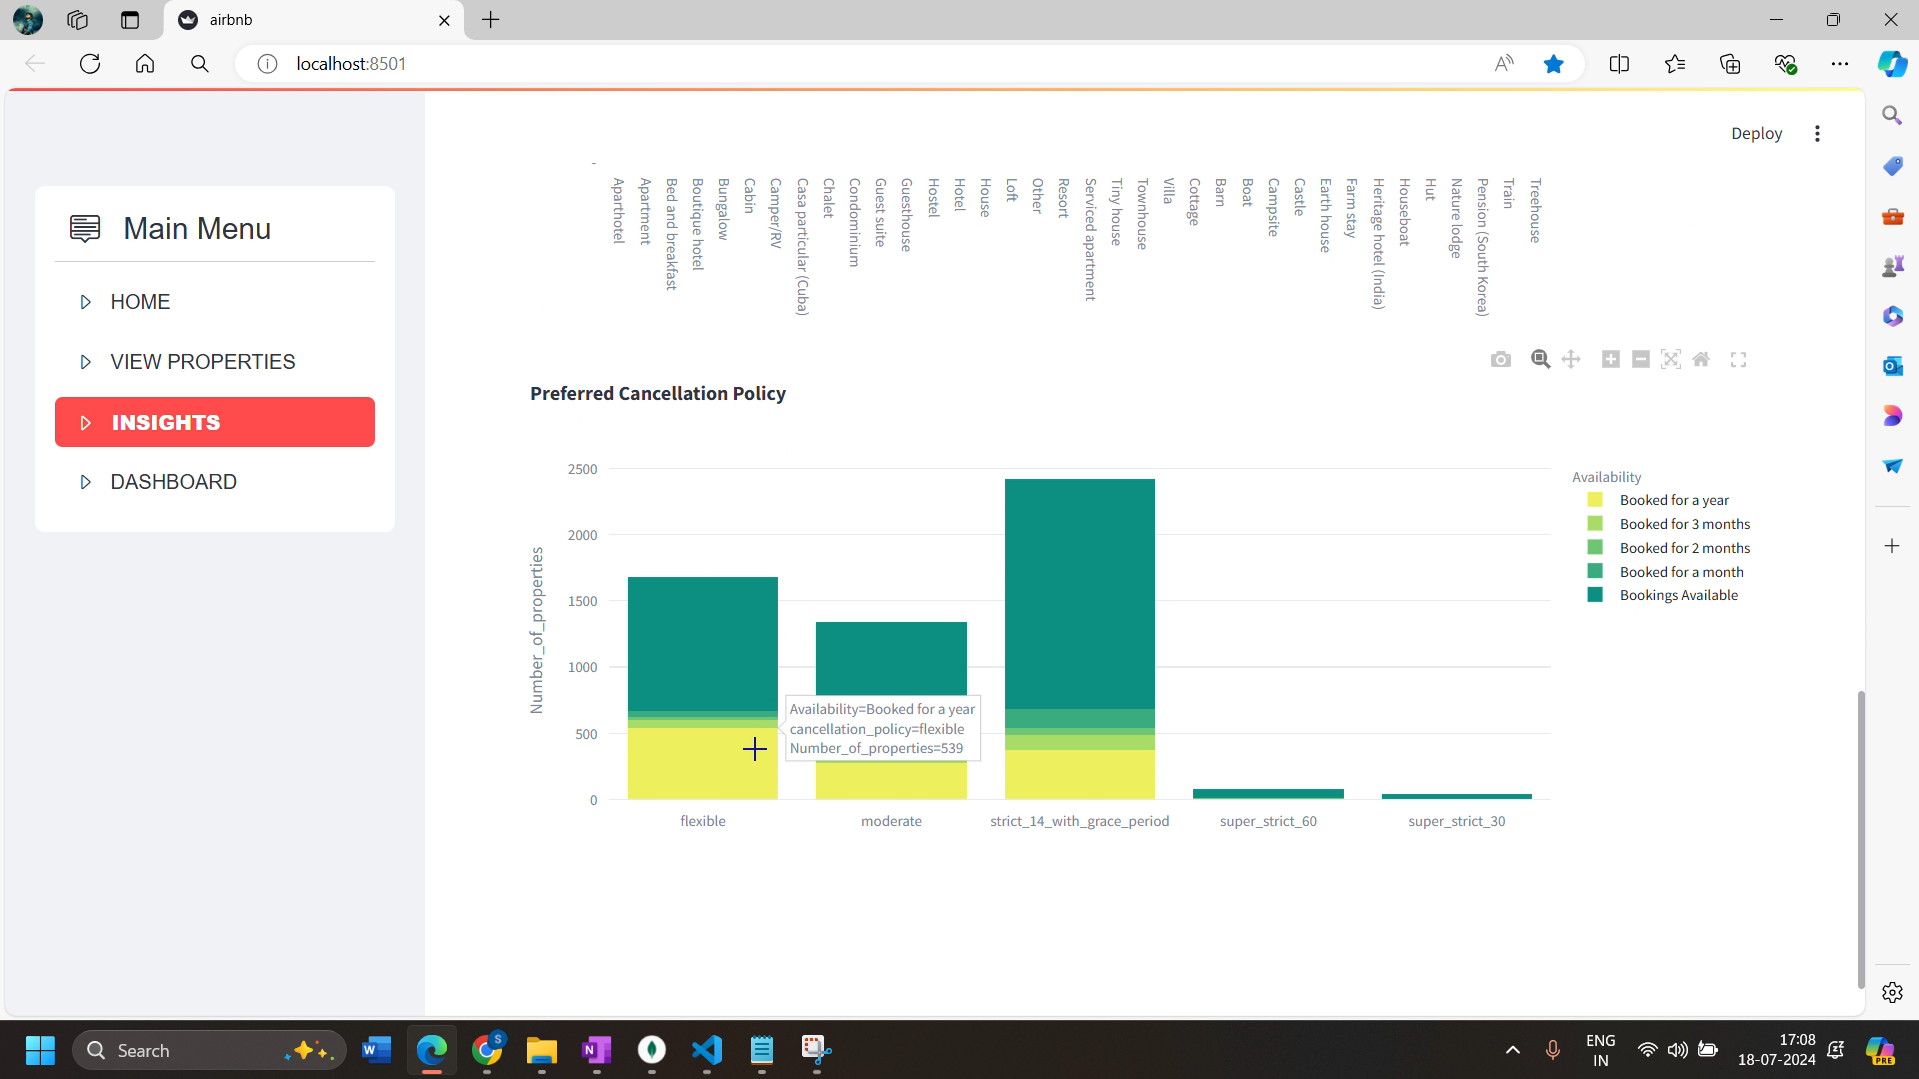 airbnb
localhost:8501
Deploy
Main Menu
HOME
VIEW PROPERTIES
INSIGHTS
DASHBOARD
Aparthotel
Apartment
Bed and breakfast
Boutique hotel
Bungalow
Cabin
Camper/RV
Casa particular (Cuba)
Chalet
Condominium
Guest suite
Guesthouse
Hostel
Hotel
House
Loft
Other
Resort
Serviced apartment
Tiny house
Townhouse
Villa
Cottage
Barn
Boat
Campsite
Castle
Earth house
Farm stay
Heritage hotel (India)
Houseboat
Hut
Nature lodge
Pension (South Korea)
Train
Treehouse
Preferred Cancellation Policy
Number_of_properties
2500
2000
1500
1000
500
0
flexible
moderate
strict_14_with_grace_period
super_strict_60
super_strict_30
Availability=Booked for a year
cancellation_policy=flexible
Number_of_properties=539
Availability
Booked for a year
Booked for 3 months
Booked for 2 months
Booked for a month
Bookings Available
Search
S
ENG
IN
17:08
18-07-2024
PRE